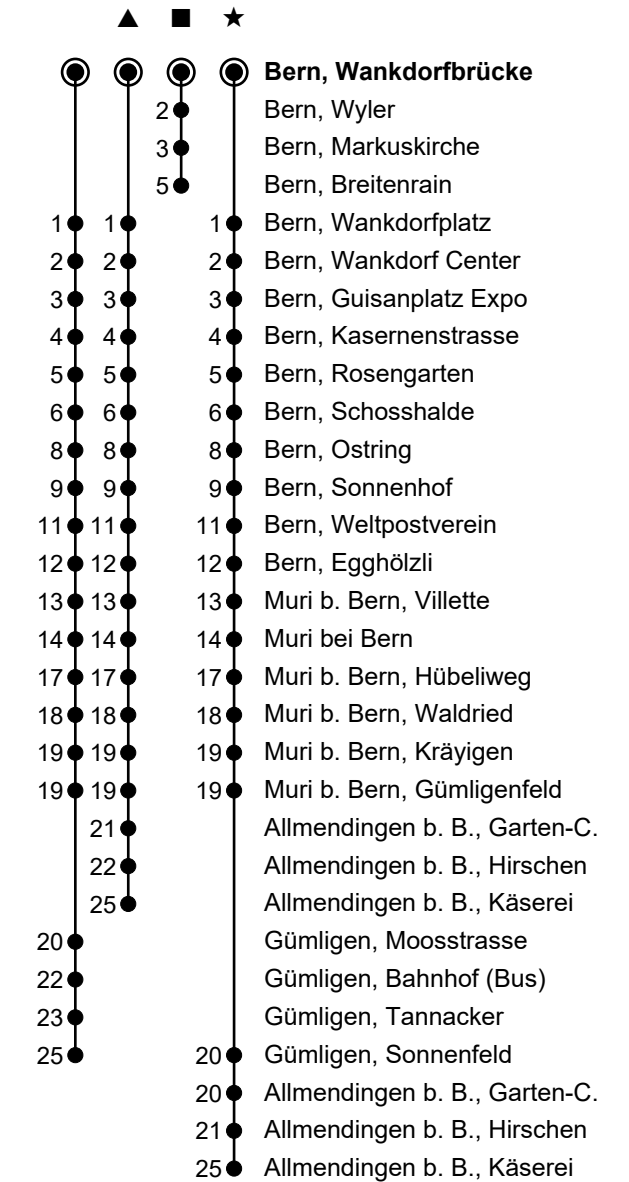 ▲ ■ ★
Bern, Wankdorfbrücke
2 Bern, Wyler
3 Bern, Markuskirche
5 Bern, Breitenrain
1 1 1 Bern, Wankdorfplatz
2 2 2 Bern, Wankdorf Center
3 3 3 Bern, Guisanplatz Expo
4 4 4 Bern, Kasernenstrasse
5 5 5 Bern, Rosengarten
6 6 6 Bern, Schosshalde
8 8 8 Bern, Ostring
9 9 9 Bern, Sonnenhof
11 11 11 Bern, Weltpostverein
12 12 12 Bern, Egghölzli
13 13 13 Muri b. Bern, Villette
14 14 14 Muri bei Bern
17 17 17 Muri b. Bern, Hübeliweg
18 18 18 Muri b. Bern, Waldried
19 19 19 Muri b. Bern, Kräyigen
19 19 19 Muri b. Bern, Gümligenfeld
21 Allmendingen b. B., Garten-C.
22 Allmendingen b. B., Hirschen
25 Allmendingen b. B., Käserei
20 Gümligen, Moosstrasse
22 Gümligen, Bahnhof (Bus)
23 Gümligen, Tannacker
25 20 Gümligen, Sonnenfeld
20 Allmendingen b. B., Garten-C.
21 Allmendingen b. B., Hirschen
25 Allmendingen b. B., Käserei